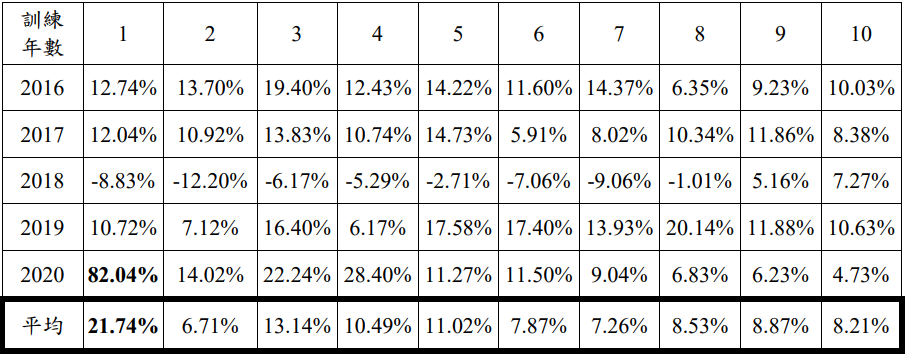 訓練年數 1 2 3 4 5 6 7 8 9 10
2016 12.74% 13.70% 19.40% 12.43% 14.22% 11.60% 14.37% 6.35% 9.23% 10.03%
2017 12.04% 10.92% 13.83% 10.74% 14.73% 5.91% 8.02% 10.34% 11.86% 8.38%
2018 -8.83% -12.20% -6.17% -5.29% -2.71% -7.06% -9.06% -1.01% 5.16% 7.27%
2019 10.72% 7.12% 16.40% 6.17% 17.58% 17.40% 13.93% 20.14% 11.88% 10.63%
2020 82.04% 14.02% 22.24% 28.40% 11.27% 11.50% 9.04% 6.83% 6.23% 4.73%
平均 21.74% 6.71% 13.14% 10.49% 11.02% 7.87% 7.26% 8.53% 8.87% 8.21%